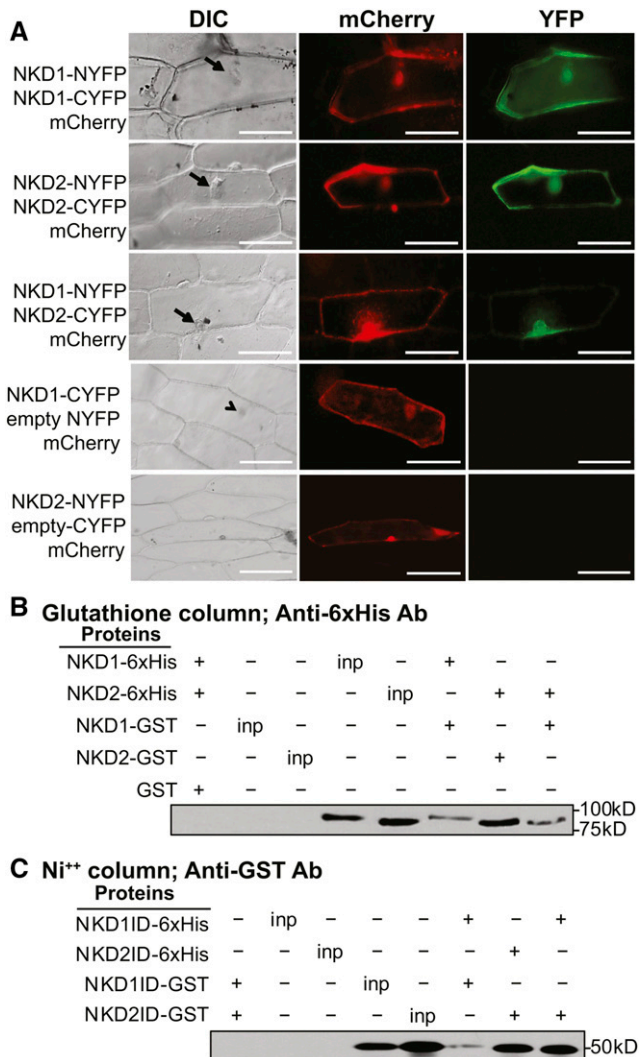 A
DIC mCherry YFP
NKD1-NYFP
NKD1-CYFP
mCherry
NKD2-NYFP
NKD2-CYFP
mCherry
NKD1-NYFP
NKD2-CYFP
mCherry
NKD1-CYFP
empty NYFP
mCherry
NKD2-NYFP
empty-CYFP
mCherry
B Glutathione column; Anti-6xHis Ab
Proteins
NKD1-6xHis + – – inp – + – –
NKD2-6xHis + – – – inp – + +
NKD1-GST – inp – – – + – +
NKD2-GST – – inp – – – + –
GST + – – – – – – –
-100kD
-75kD
C Ni⁺⁺ column; Anti-GST Ab
Proteins
NKD1ID-6xHis – inp – – – + – +
NKD2ID-6xHis – – inp – – – + –
NKD1ID-GST + – – inp – + – –
NKD2ID-GST + – – – inp – + +
-50kD